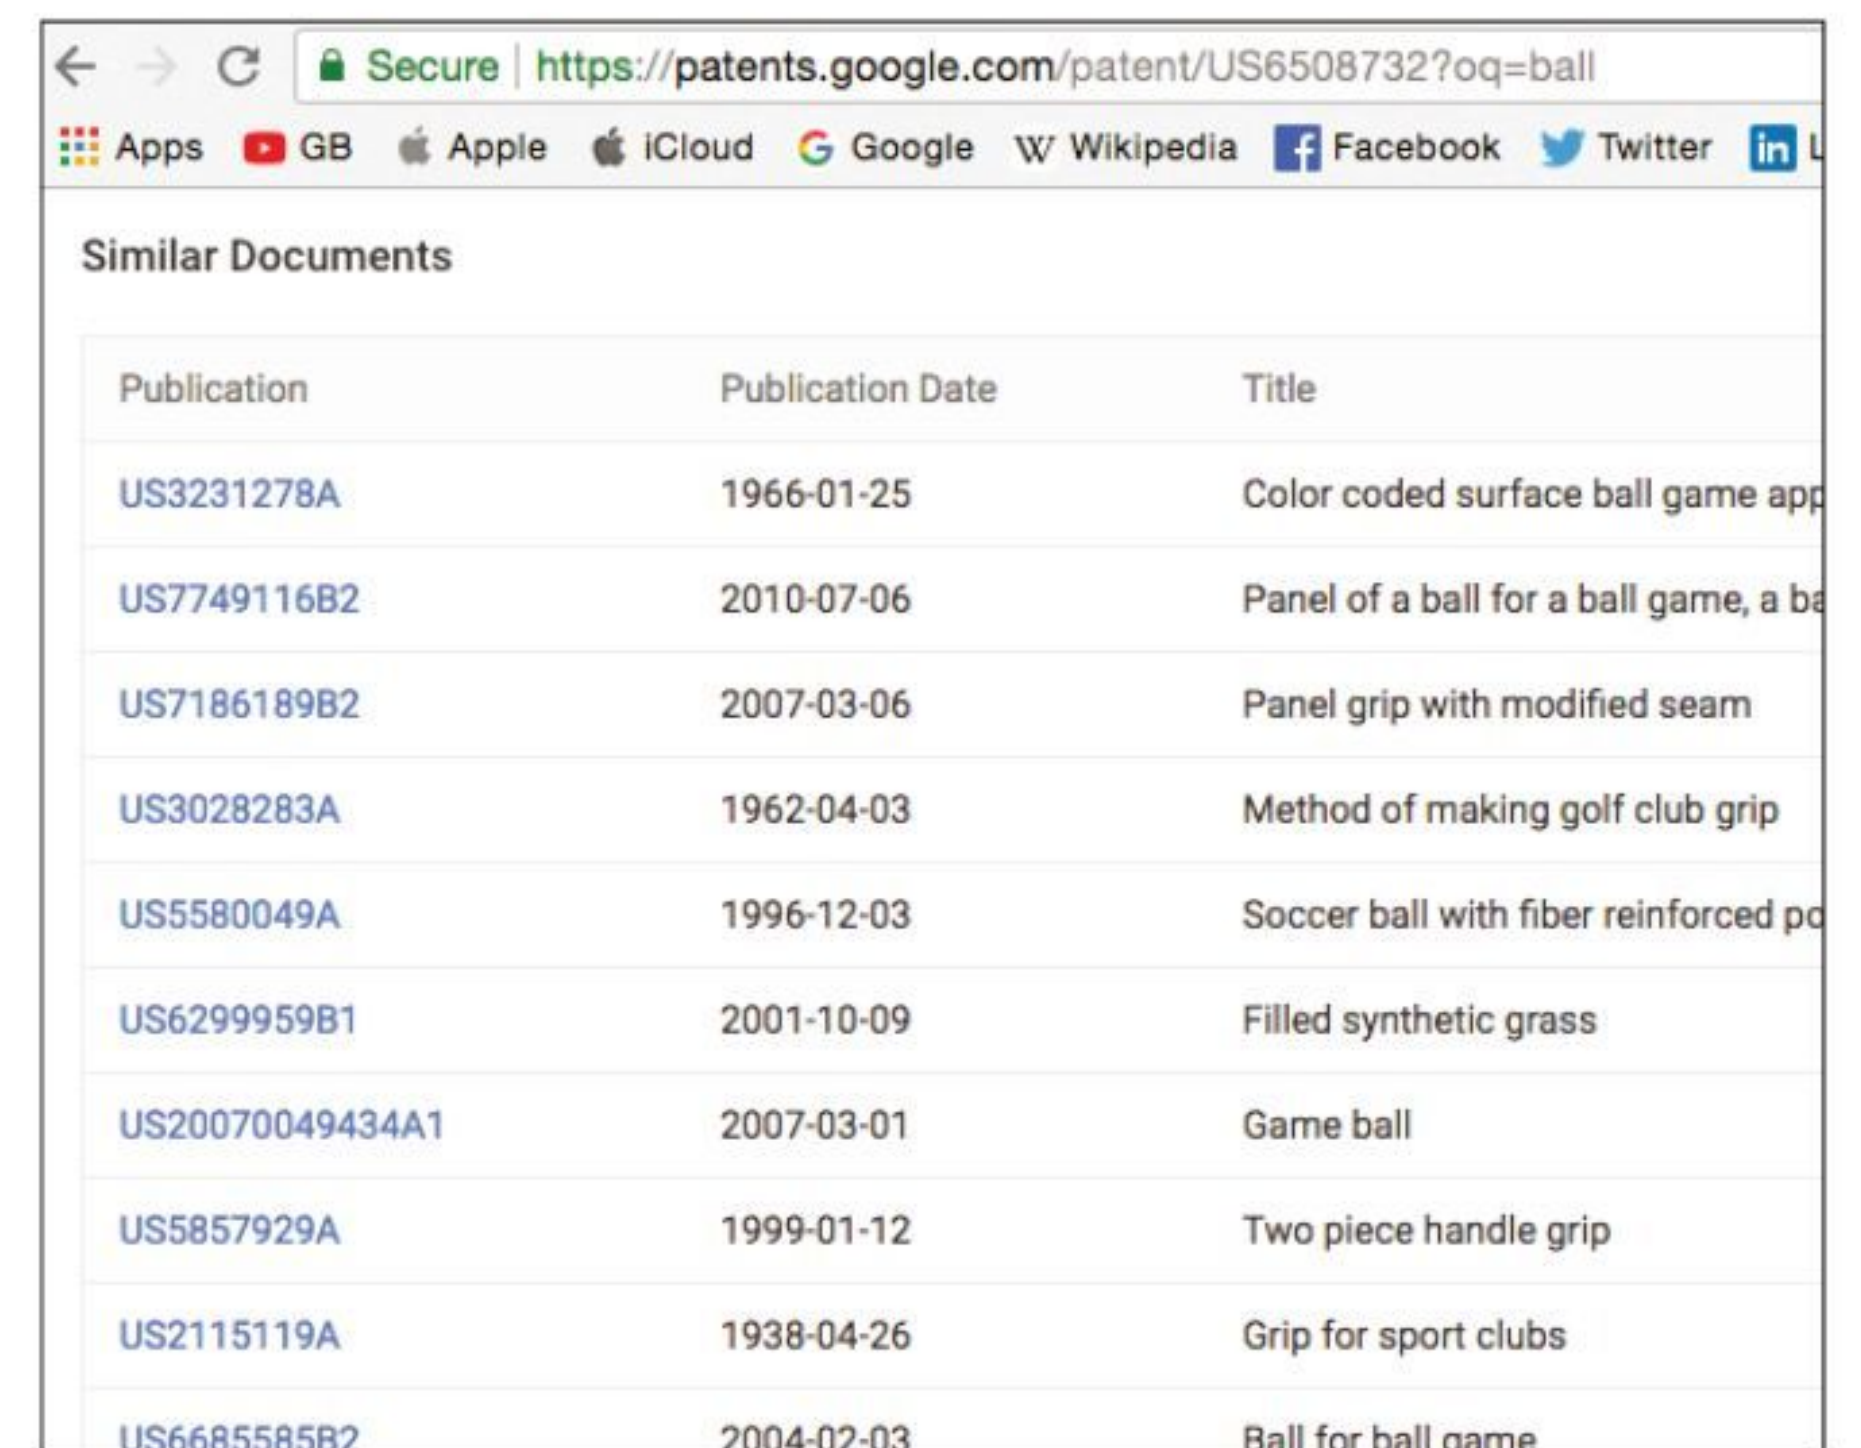 Secure | https://patents.google.com/patent/US6508732?oq=ball
Apps GB Apple iCloud Google W Wikipedia Facebook Twitter in L
Similar Documents
Publication Publication Date Title
US3231278A 1966-01-25 Color coded surface ball game app
US7749116B2 2010-07-06 Panel of a ball for a ball game, a ba
US7186189B2 2007-03-06 Panel grip with modified seam
US3028283A 1962-04-03 Method of making golf club grip
US5580049A 1996-12-03 Soccer ball with fiber reinforced po
US6299959B1 2001-10-09 Filled synthetic grass
US20070049434A1 2007-03-01 Game ball
US5857929A 1999-01-12 Two piece handle grip
US2115119A 1938-04-26 Grip for sport clubs
US6685585B2 2004-02-03 Ball for ball game